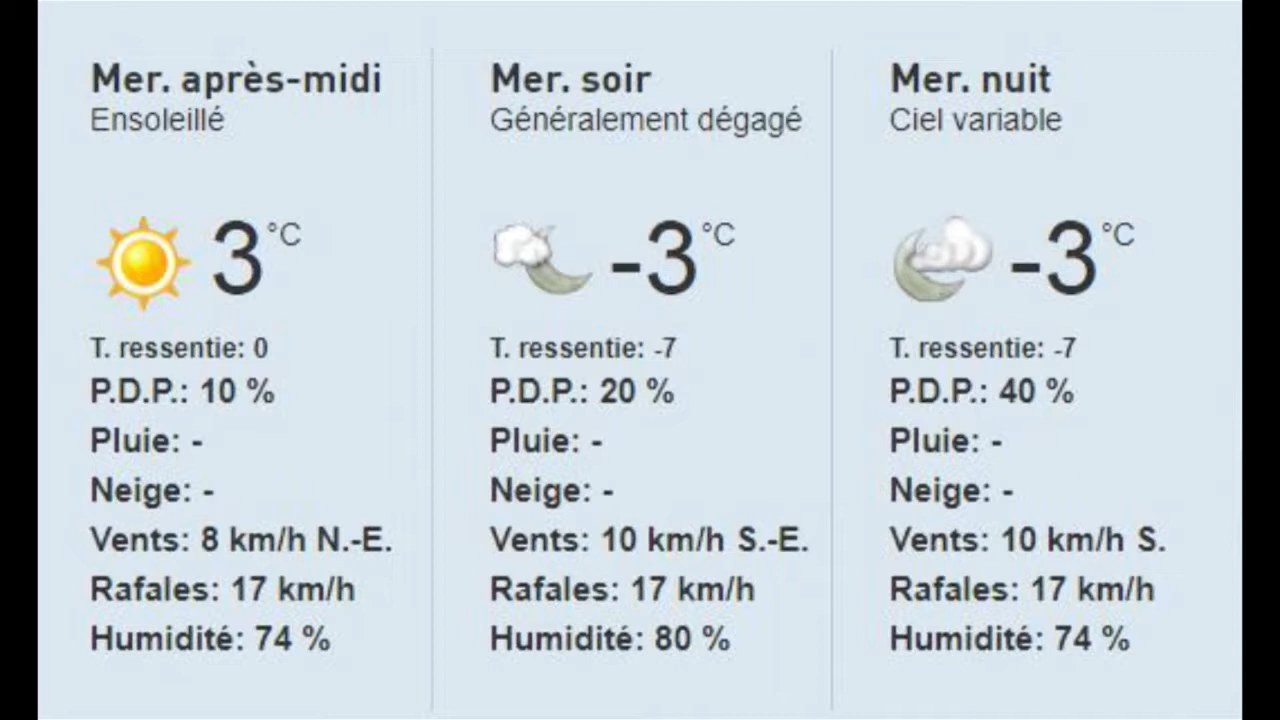 Mer. après-midi
Ensoleillé
3 °C
T. ressentie: 0
P.D.P.: 10 %
Pluie: -
Neige: -
Vents: 8 km/h N.-E.
Rafales: 17 km/h
Humidité: 74 %
Mer. soir
Généralement dégagé
-3 °C
T. ressentie: -7
P.D.P.: 20 %
Pluie: -
Neige: -
Vents: 10 km/h S.-E.
Rafales: 17 km/h
Humidité: 80 %
Mer. nuit
Ciel variable
-3 °C
T. ressentie: -7
P.D.P.: 40 %
Pluie: -
Neige: -
Vents: 10 km/h S.
Rafales: 17 km/h
Humidité: 74 %